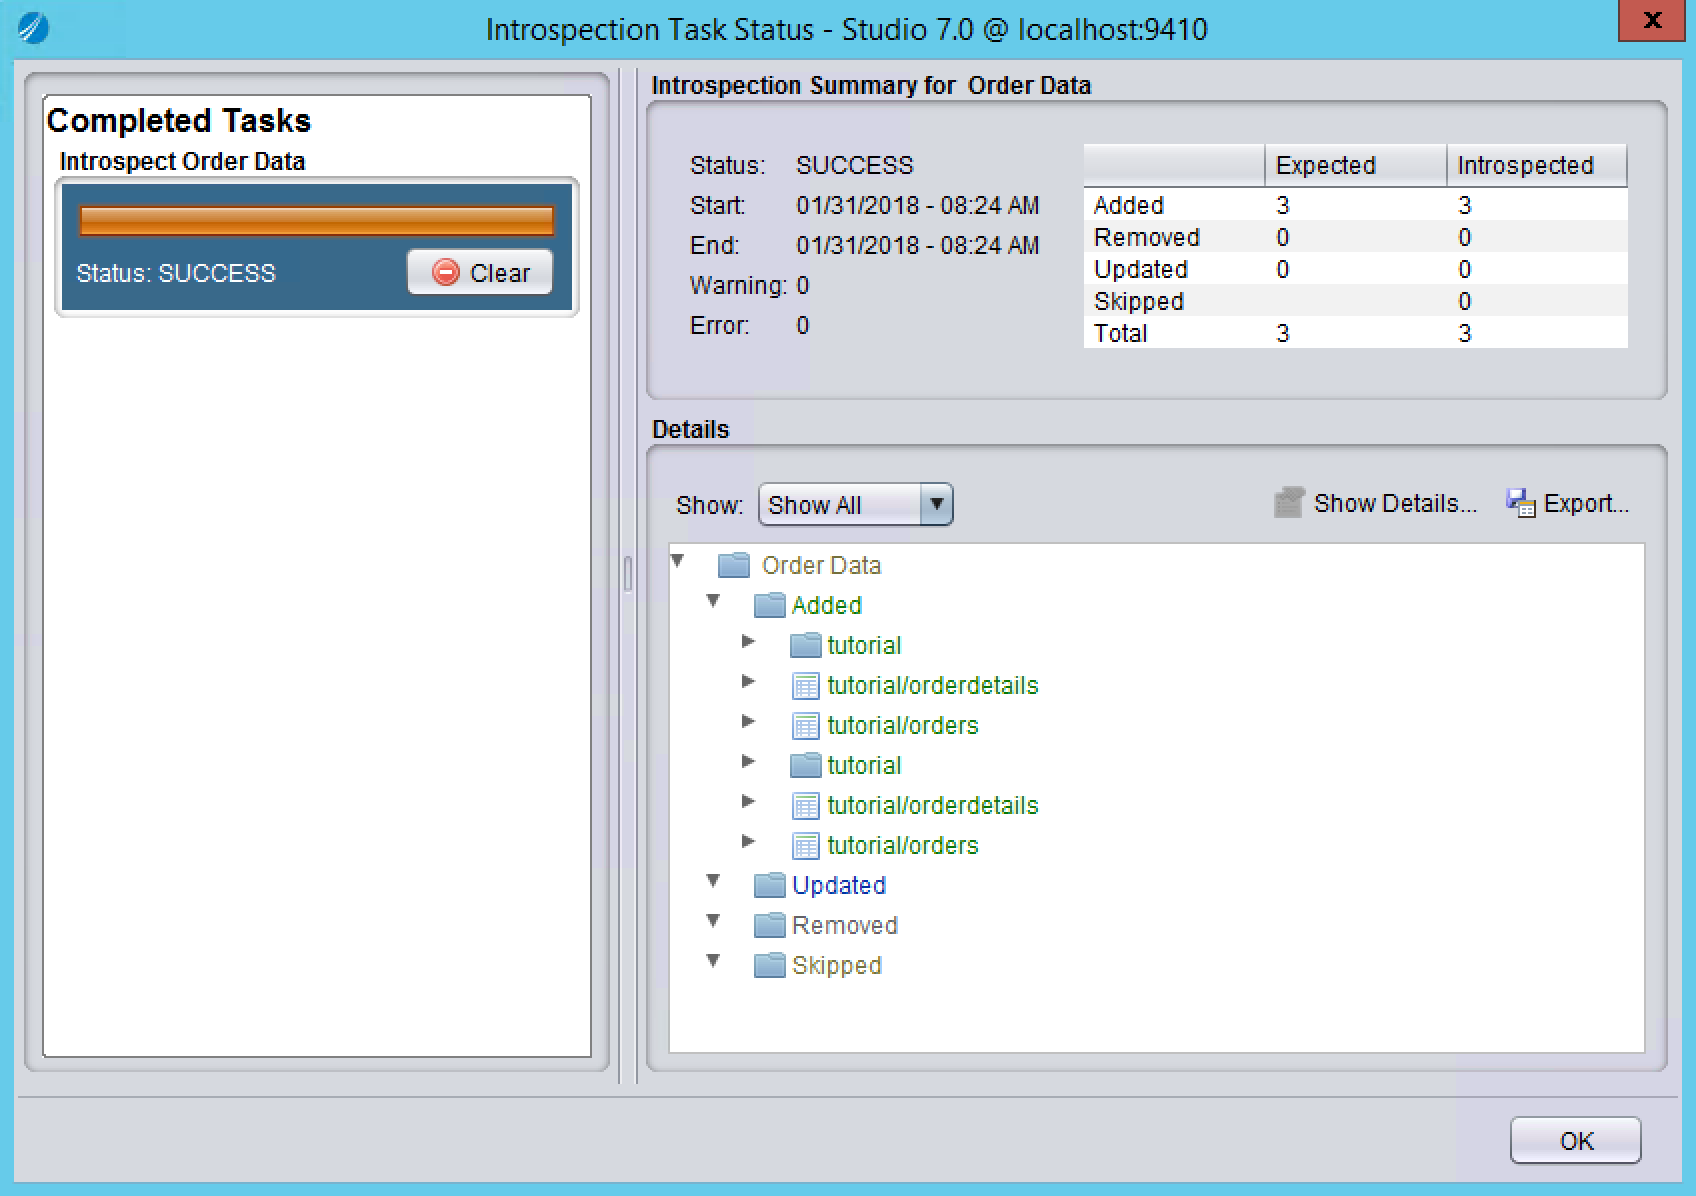 Introspection Task Status - Studio 7.0 @ localhost:9410
x
Completed Tasks
Introspect Order Data
Status: SUCCESS
Clear
Introspection Summary for Order Data
Status: SUCCESS
Start: 01/31/2018 - 08:24 AM
End: 01/31/2018 - 08:24 AM
Warning: 0
Error: 0
Expected Introspected
Added 3 3
Removed 0 0
Updated 0 0
Skipped 0
Total 3 3
Details
Show: Show All
Show Details...
Export...
Order Data
Added
tutorial
tutorial/orderdetails
tutorial/orders
tutorial
tutorial/orderdetails
tutorial/orders
Updated
Removed
Skipped
OK